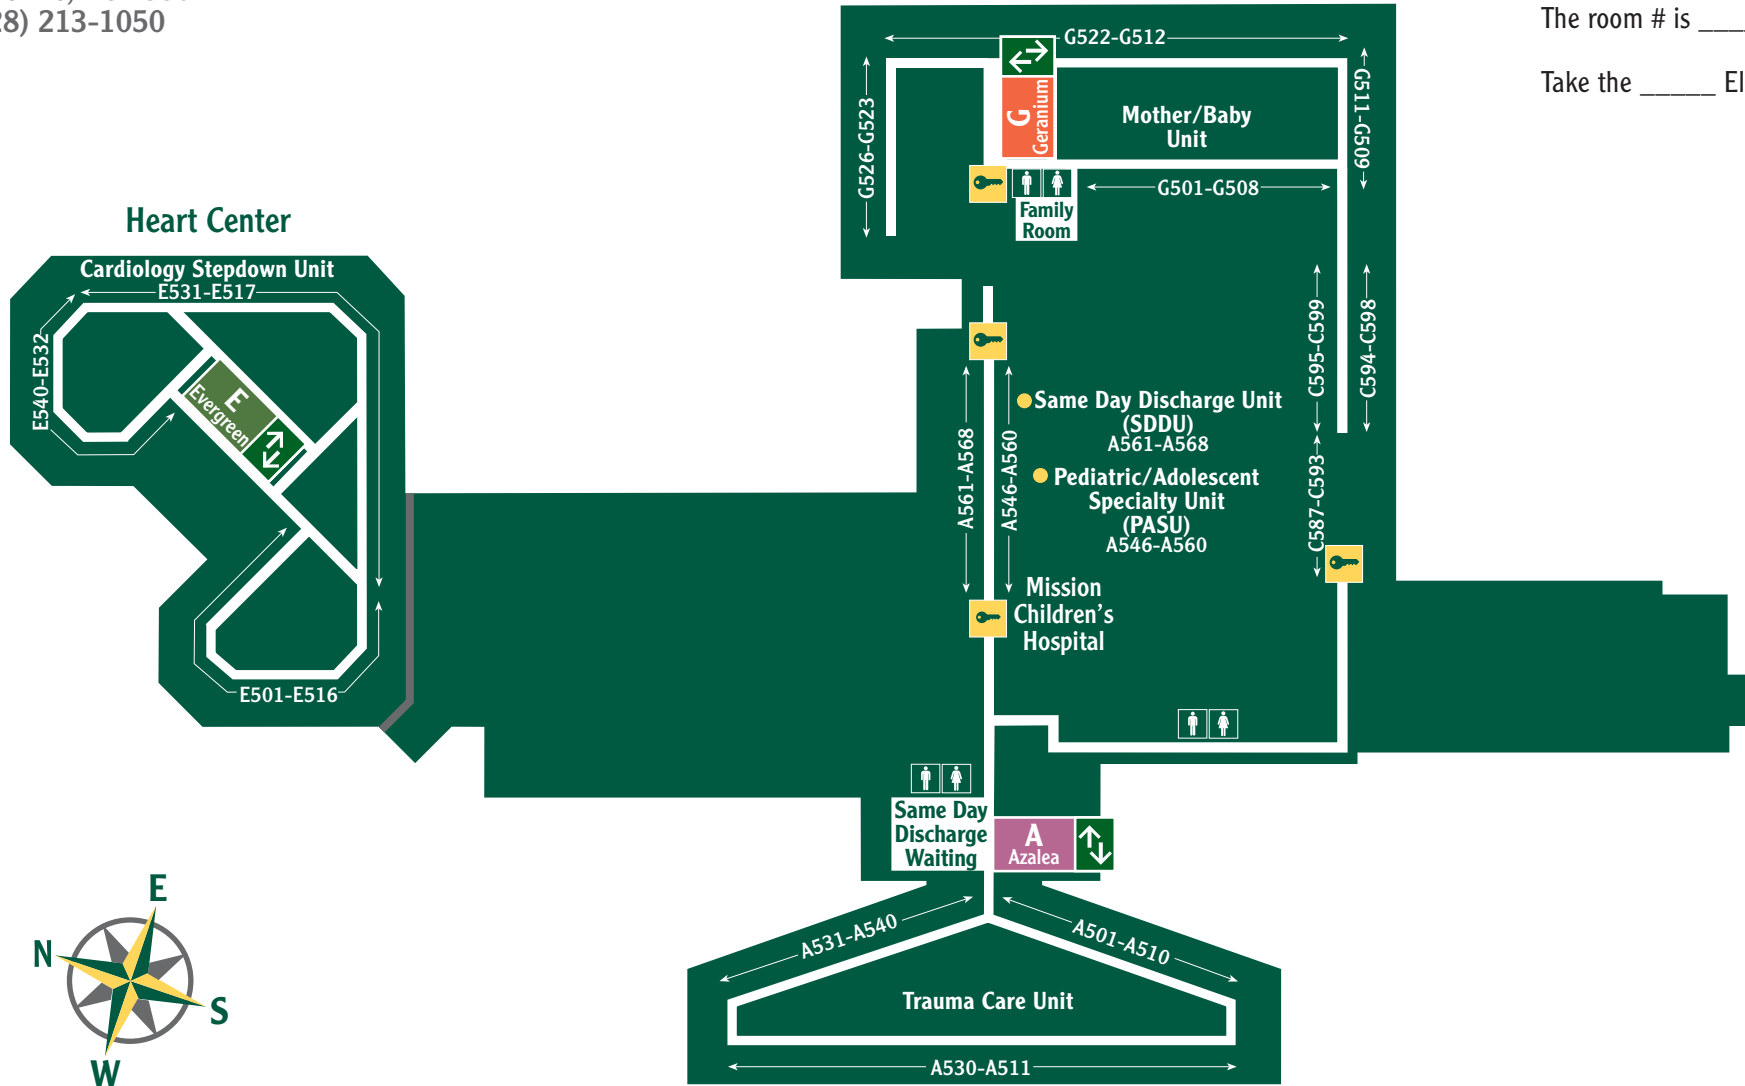 28) 213-1050
The room # is ____
Take the _____ El
G522-G512
G526-G523
G
Geranium
Mother/Baby
Unit
G511-G509
G501-G508
Family
Room
Heart Center
Cardiology Stepdown Unit
E531-E517
E540-E532
E
Evergreen
E501-E516
C595-C599
C594-C598
C587-C593
A561-A568
A546-A560
Same Day Discharge Unit
(SDDU)
A561-A568
Pediatric/Adolescent
Specialty Unit
(PASU)
A546-A560
Mission
Children's
Hospital
Same Day
Discharge
Waiting
A
Azalea
A531-A540
A501-A510
Trauma Care Unit
A530-A511
E
N
S
W